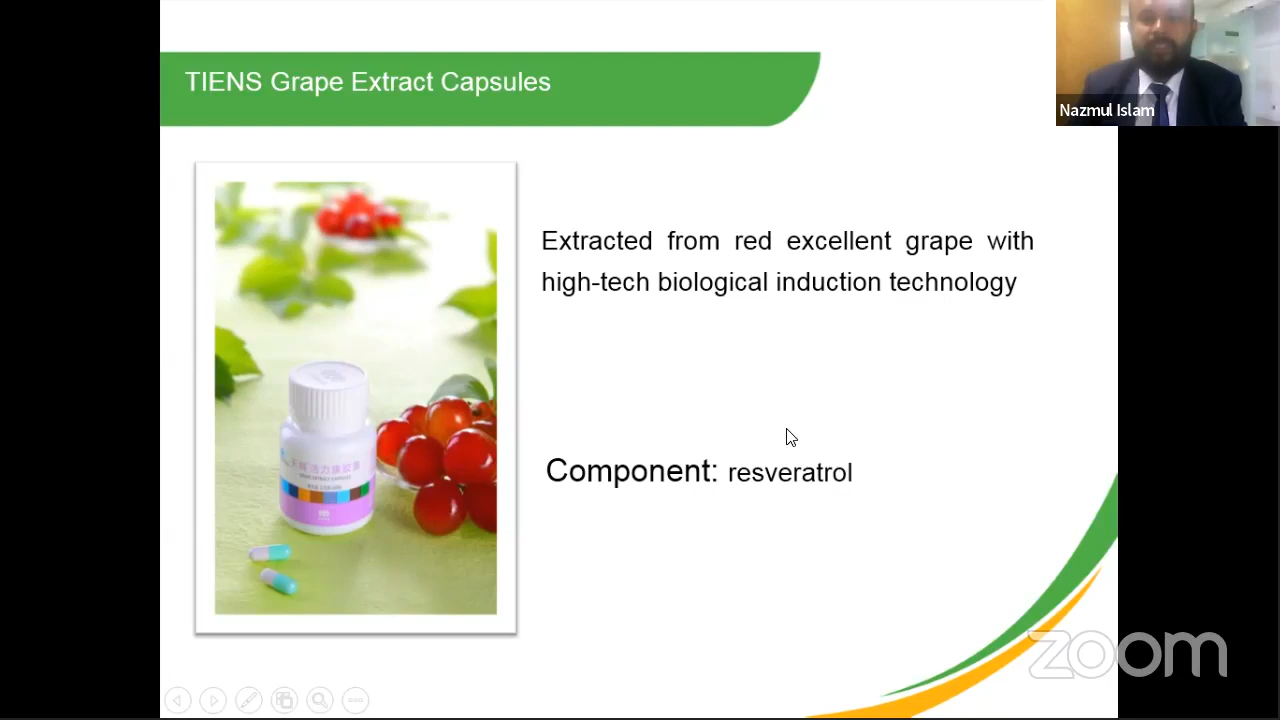 TIENS Grape Extract Capsules
Nazmul Islam
Extracted from red excellent grape with
high-tech biological induction technology
Component: resveratrol
zoom